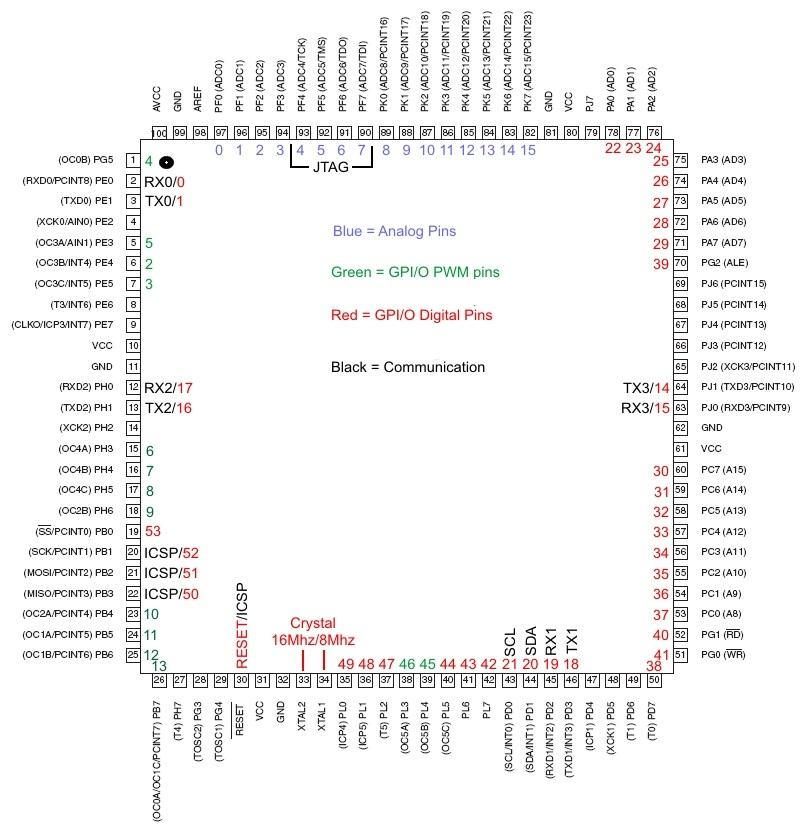 AVCC
GND
AREF
PF0 (ADC0)
PF1 (ADC1)
PF2 (ADC2)
PF3 (ADC3)
PF4 (ADC4/TCK)
PF5 (ADC5/TMS)
PF6 (ADC6/TDO)
PF7 (ADC7/TDI)
PK0 (ADC8/PCINT16)
PK1 (ADC9/PCINT17)
PK2 (ADC10/PCINT18)
PK3 (ADC11/PCINT19)
PK4 (ADC12/PCINT20)
PK5 (ADC13/PCINT21)
PK6 (ADC14/PCINT22)
PK7 (ADC15/PCINT23)
GND
VCC
PJ7
PA0 (AD0)
PA1 (AD1)
PA2 (AD2)
100 99 98 97 96 95 94 93 92 91 90 89 88 87 86 85 84 83 82 81 80 79 78 77 76
0 1 2 3 4 5 6 7 8 9 10 11 12 13 14 15 22 23 24
JTAG
(OC0B) PG5 1 4 25 75 PA3 (AD3)
(RXD0/PCINT8) PE0 2 RX0/0 26 74 PA4 (AD4)
(TXD0) PE1 3 TX0/1 27 73 PA5 (AD5)
(XCK0/AIN0) PE2 4 28 72 PA6 (AD6)
Blue = Analog Pins
(OC3A/AIN1) PE3 5 5 29 71 PA7 (AD7)
(OC3B/INT4) PE4 6 2 39 70 PG2 (ALE)
Green = GPI/O PWM pins
(OC3C/INT5) PE5 7 3 69 PJ6 (PCINT15)
(T3/INT6) PE6 8 68 PJ5 (PCINT14)
Red = GPI/O Digital Pins
(CLKO/ICP3/INT7) PE7 9 67 PJ4 (PCINT13)
VCC 10 66 PJ3 (PCINT12)
GND 11 Black = Communication 65 PJ2 (XCK3/PCINT11)
(RXD2) PH0 12 RX2/17 TX3/14 64 PJ1 (TXD3/PCINT10)
(TXD2) PH1 13 TX2/16 RX3/15 63 PJ0 (RXD3/PCINT9)
(XCK2) PH2 14 62 GND
(OC4A) PH3 15 6 61 VCC
(OC4B) PH4 16 7 30 60 PC7 (A15)
(OC4C) PH5 17 8 31 59 PC6 (A14)
(OC2B) PH6 18 9 32 58 PC5 (A13)
(SS/PCINT0) PB0 19 53 33 57 PC4 (A12)
(SCK/PCINT1) PB1 20 ICSP/52 34 56 PC3 (A11)
(MOSI/PCINT2) PB2 21 ICSP/51 35 55 PC2 (A10)
(MISO/PCINT3) PB3 22 ICSP/50 36 54 PC1 (A9)
(OC2A/PCINT4) PB4 23 10 37 53 PC0 (A8)
(OC1A/PCINT5) PB5 24 11 40 52 PG1 (RD)
(OC1B/PCINT6) PB6 25 12 41 51 PG0 (WR)
RESET/ICSP
Crystal
16Mhz/8Mhz
SCL
SDA
RX1
TX1
13 49 48 47 46 45 44 43 42 21 20 19 18 38
26 27 28 29 30 31 32 33 34 35 36 37 38 39 40 41 42 43 44 45 46 47 48 49 50
(OC0A/OC1C/PCINT7) PB7
(T4) PH7
(TOSC2) PG3
(TOSC1) PG4
RESET
VCC
GND
XTAL2
XTAL1
(ICP4) PL0
(ICP5) PL1
(T5) PL2
(OC5A) PL3
(OC5B) PL4
(OC5C) PL5
PL6
PL7
(SCL/INT0) PD0
(SDA/INT1) PD1
(RXD1/INT2) PD2
(TXD1/INT3) PD3
(ICP1) PD4
(XCK1) PD5
(T1) PD6
(T0) PD7